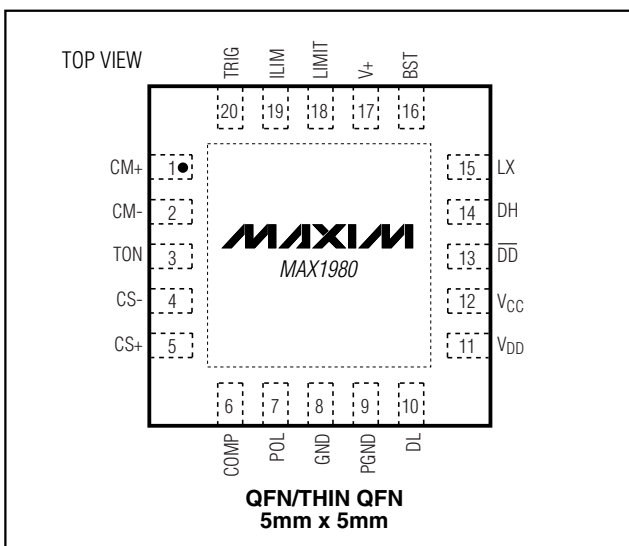 TOP VIEW
TRIG
ILIM
LIMIT
V+
BST
20
19
18
17
16
CM+ 1 15 LX
CM- 2 14 DH
TON 3 13 D̅D̅
CS- 4 12 VCC
CS+ 5 11 VDD
MAXIM
MAX1980
6
7
8
9
10
COMP
POL
GND
PGND
DL
QFN/THIN QFN
5mm x 5mm